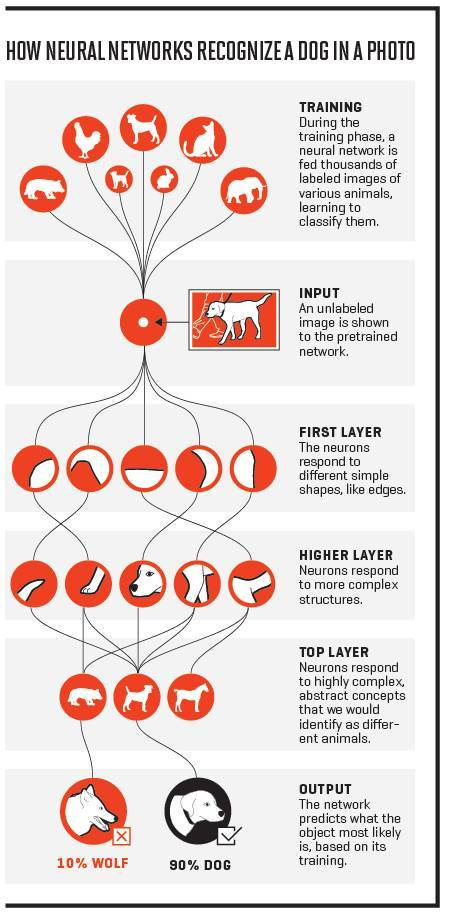 HOW NEURAL NETWORKS RECOGNIZE A DOG IN A PHOTO
TRAINING
During the
training phase, a
neural network is
fed thousands of
labeled images of
various animals,
learning to
classify them.
INPUT
An unlabeled
image is shown
to the pretrained
network.
FIRST LAYER
The neurons
respond to
different simple
shapes, like edges.
HIGHER LAYER
Neurons respond
to more complex
structures.
TOP LAYER
Neurons respond
to highly complex,
abstract concepts
that we would
identify as differ-
ent animals.
OUTPUT
The network
predicts what the
object most likely
is, based on its
training.
10% WOLF
90% DOG